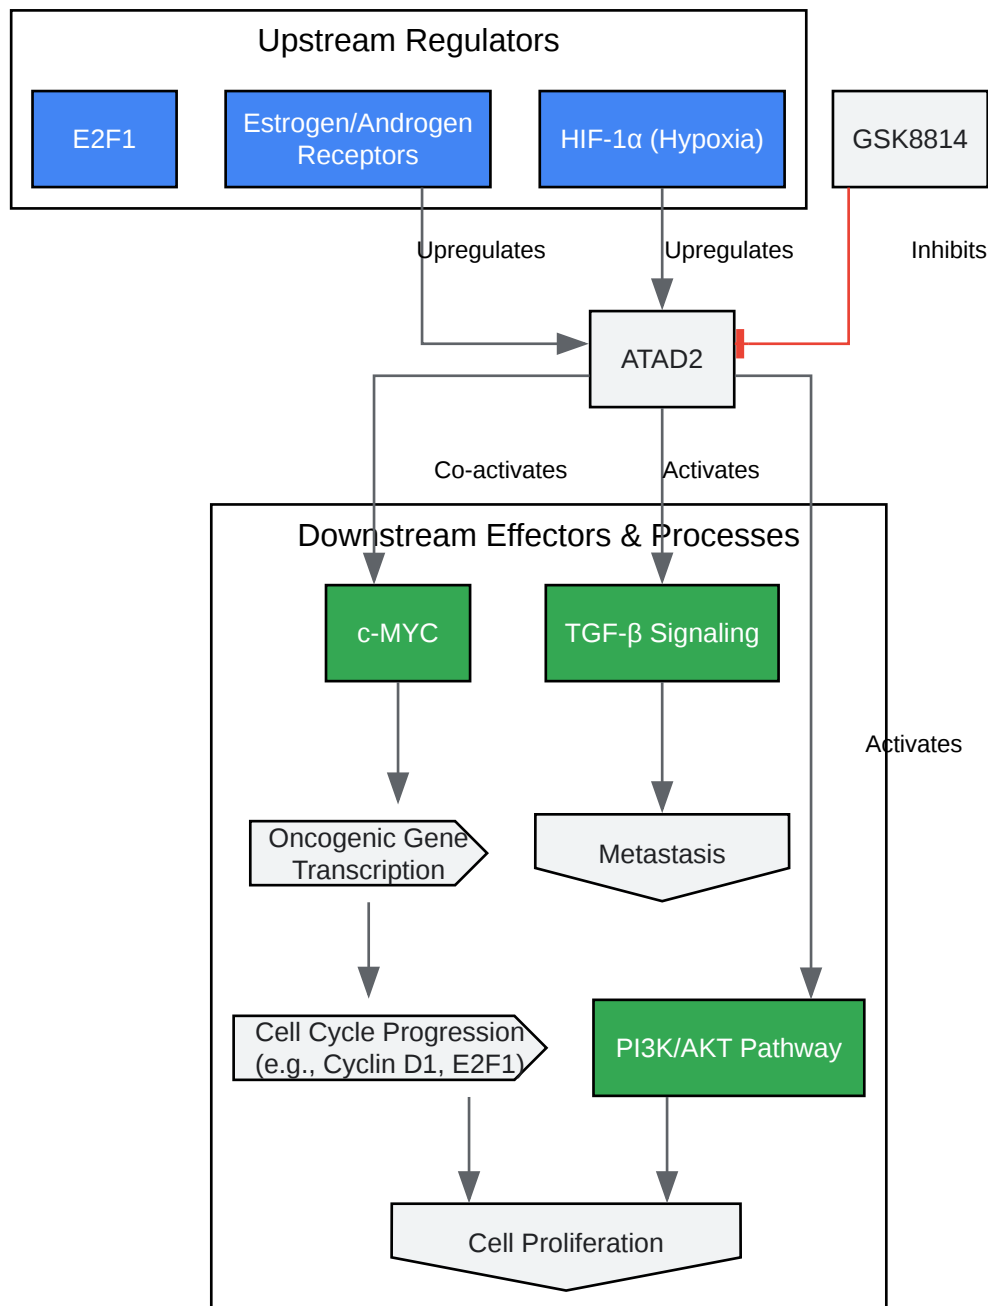 Upstream Regulators
E2F1
Estrogen/Androgen
Receptors
HIF-1α (Hypoxia)
GSK8814
Upregulates
Upregulates
Inhibits
ATAD2
Co-activates
Activates
Downstream Effectors & Processes
c-MYC
TGF-β Signaling
Activates
Oncogenic Gene
Transcription
Metastasis
Cell Cycle Progression
(e.g., Cyclin D1, E2F1)
PI3K/AKT Pathway
Cell Proliferation